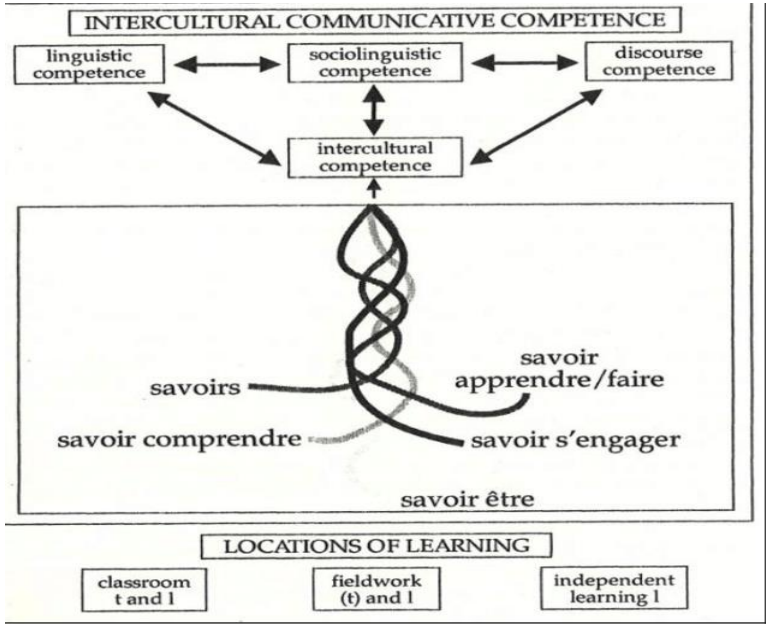 INTERCULTURAL COMMUNICATIVE COMPETENCE
linguistic
competence
sociolinguistic
competence
discourse
competence
intercultural
competence
savoir
apprendre/faire
savoirs
savoir comprendre
savoir s'engager
savoir être
LOCATIONS OF LEARNING
classroom
t and l
fieldwork
(t) and l
independent
learning l